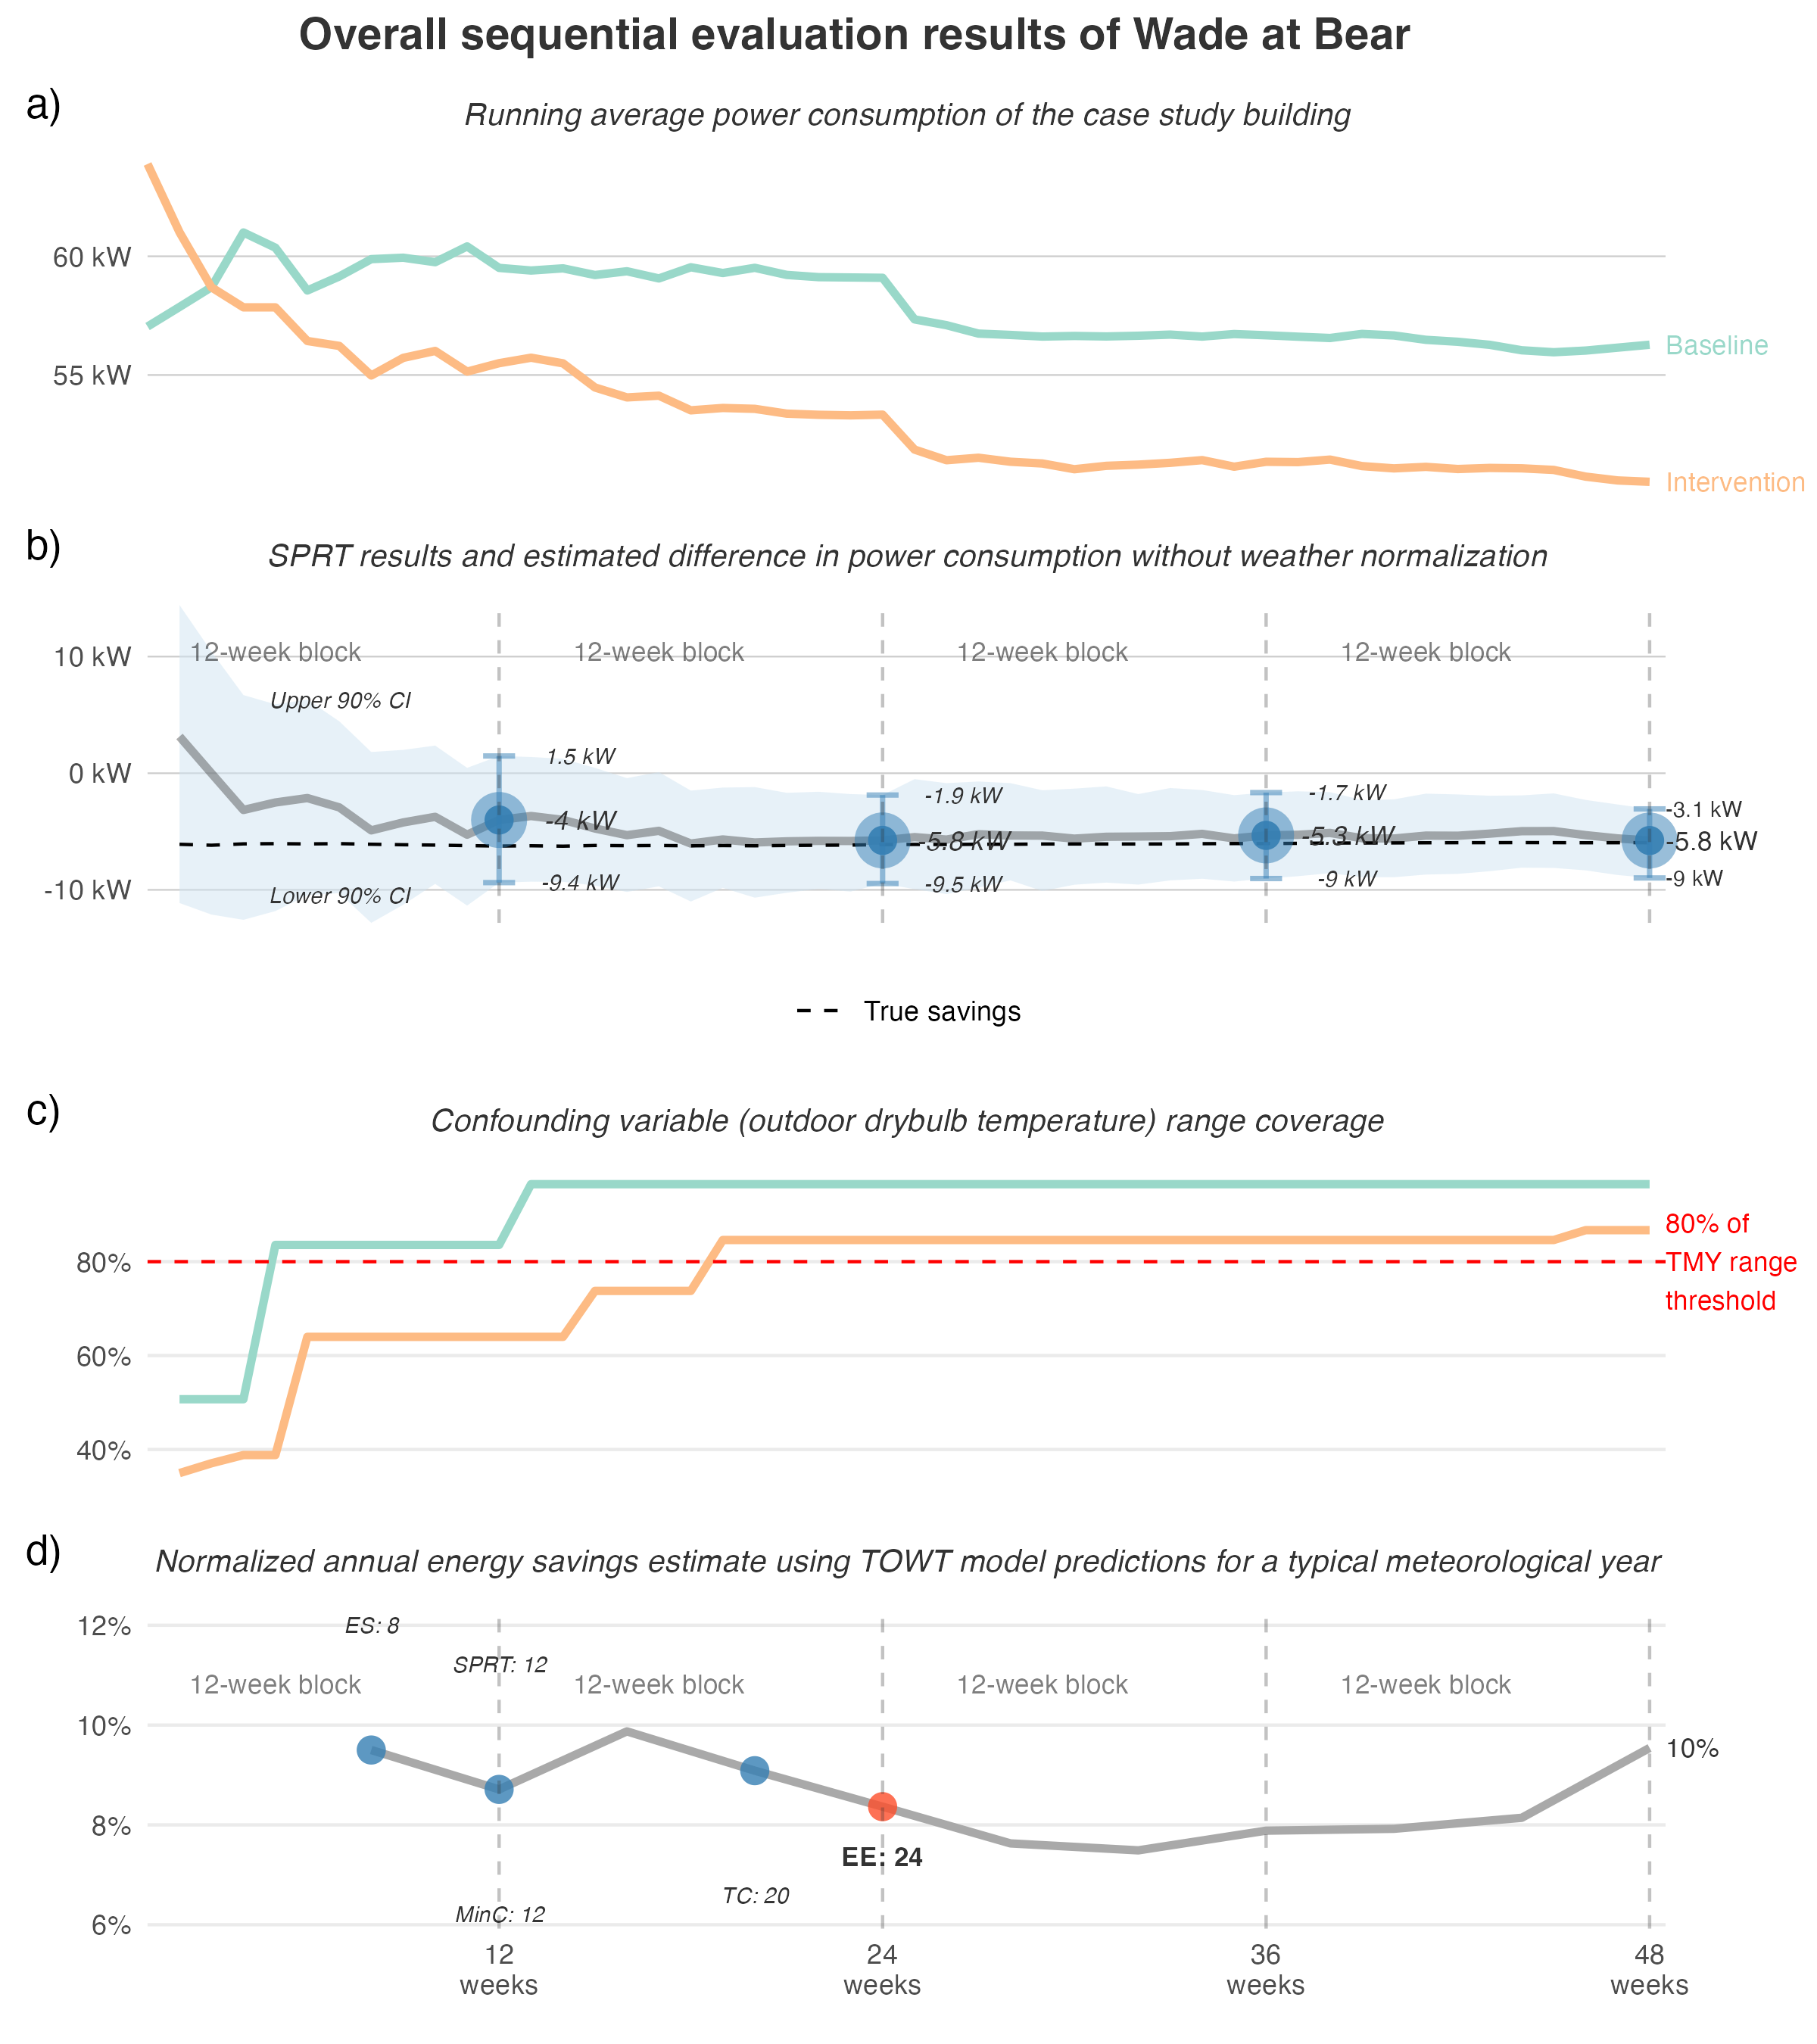 Overall sequential evaluation results of Wade at Bear
a)
Running average power consumption of the case study building
60 kW
55 kW
Baseline
Intervention
b)
SPRT results and estimated difference in power consumption without weather normalization
12-week block
12-week block
12-week block
12-week block
10 kW
0 kW
-10 kW
Upper 90% CI
Lower 90% CI
1.5 kW
-4 kW
-9.4 kW
-1.9 kW
-5.8 kW
-9.5 kW
-1.7 kW
-5.3 kW
-9 kW
-3.1 kW
-5.8 kW
-9 kW
True savings
c)
Confounding variable (outdoor drybulb temperature) range coverage
80%
60%
40%
80% of
TMY range
threshold
d)
Normalized annual energy savings estimate using TOWT model predictions for a typical meteorological year
12%
10%
8%
6%
ES: 8
SPRT: 12
12-week block
12-week block
12-week block
12-week block
10%
EE: 24
TC: 20
MinC: 12
12
weeks
24
weeks
36
weeks
48
weeks